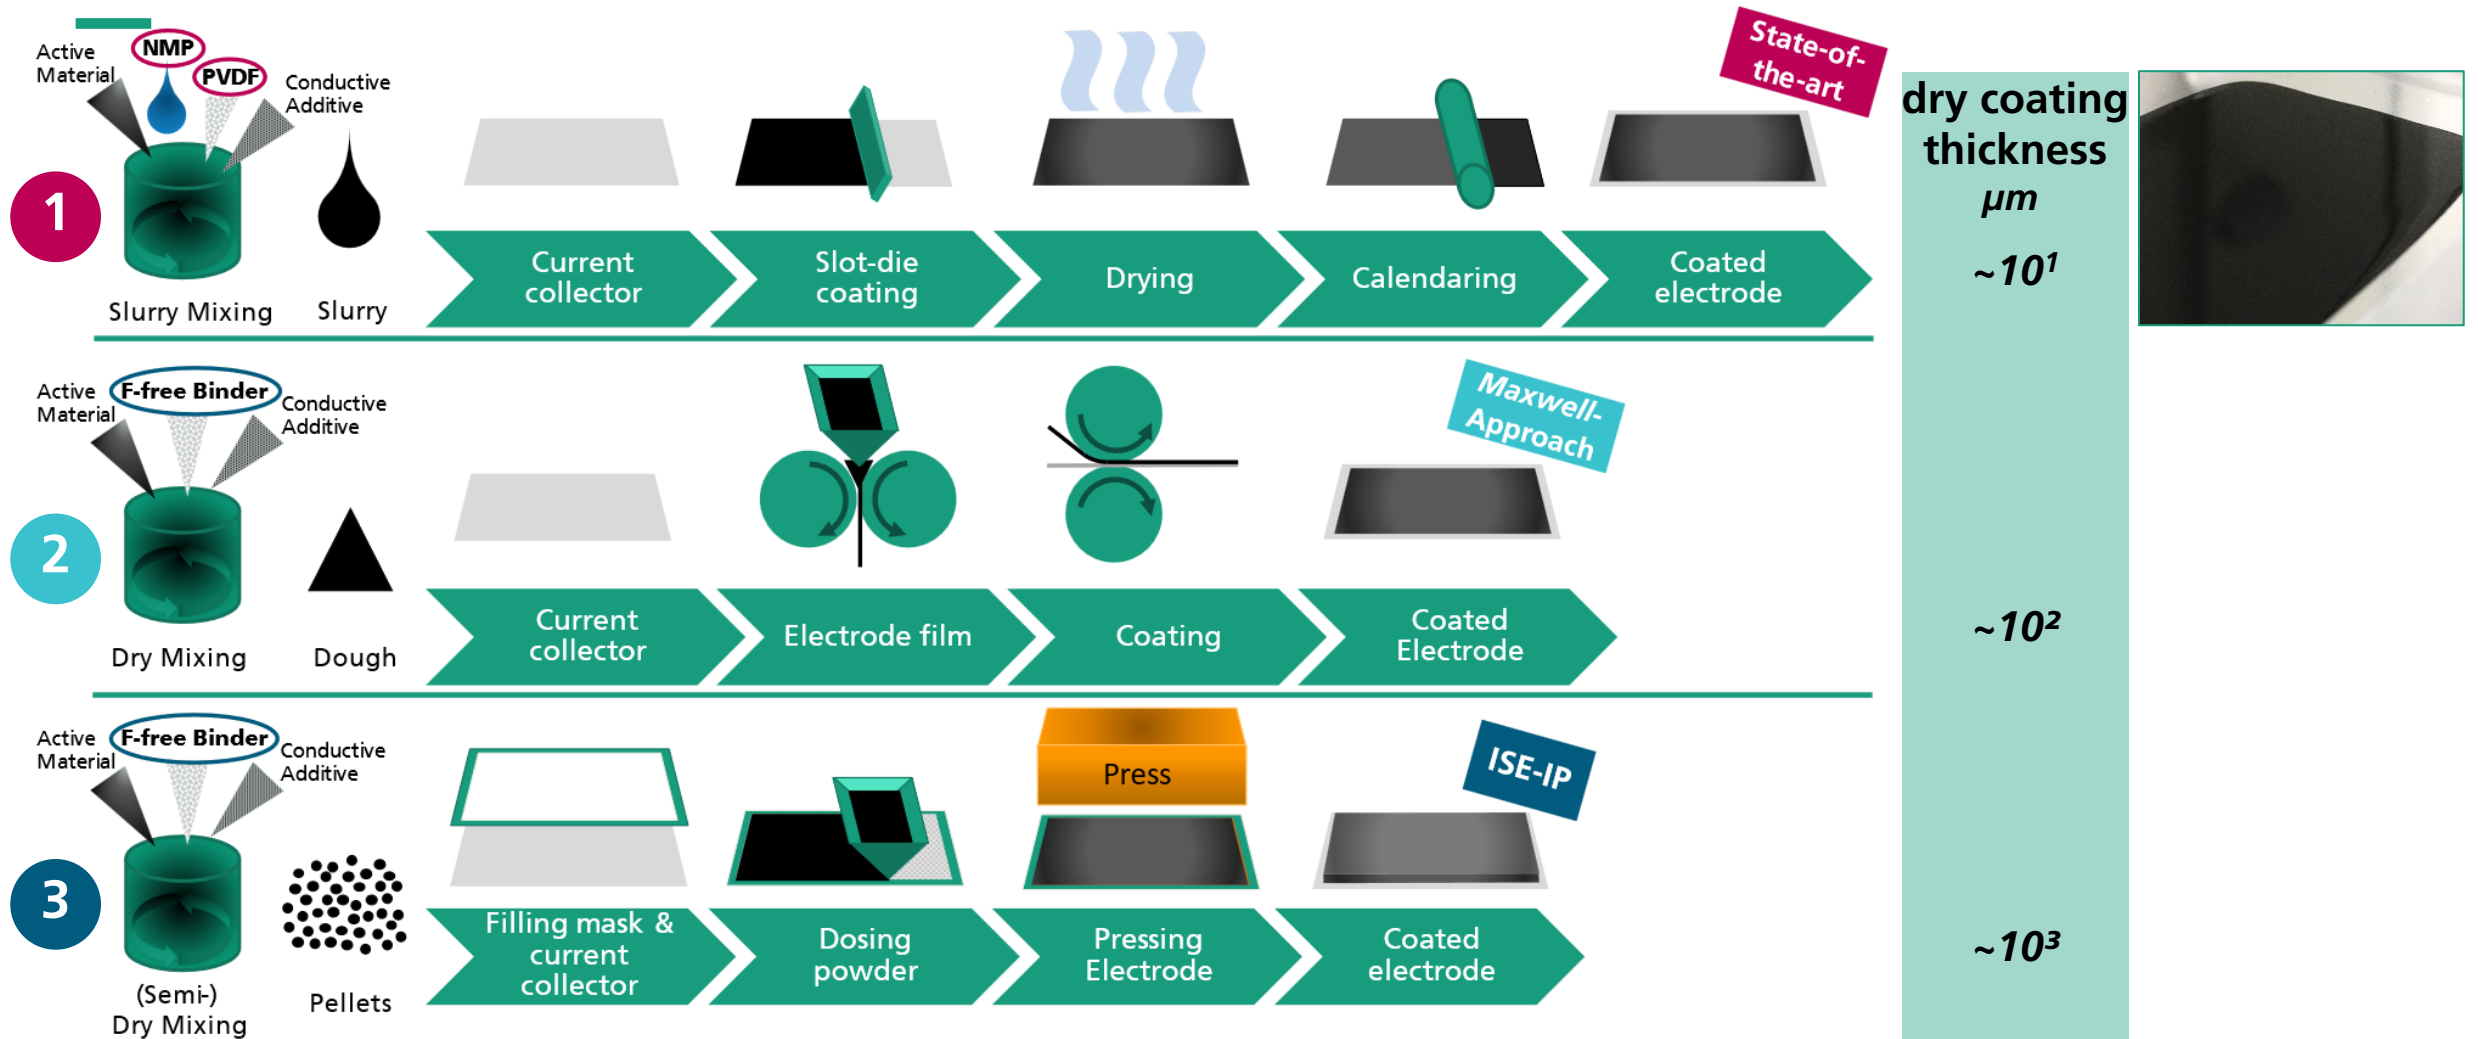 Active
Material
NMP
PVDF
Conductive
Additive
1
Slurry Mixing
Slurry
Current
collector
Slot-die
coating
Drying
Calendaring
Coated
electrode
State-of-
the-art
dry coating
thickness
µm
~10¹
Active
Material
F-free Binder
Conductive
Additive
2
Dry Mixing
Dough
Current
collector
Electrode film
Coating
Coated
Electrode
Maxwell-
Approach
~10²
Active
Material
F-free Binder
Conductive
Additive
3
(Semi-)
Dry Mixing
Pellets
Filling mask &
current
collector
Dosing
powder
Press
Pressing
Electrode
Coated
electrode
ISE-IP
~10³